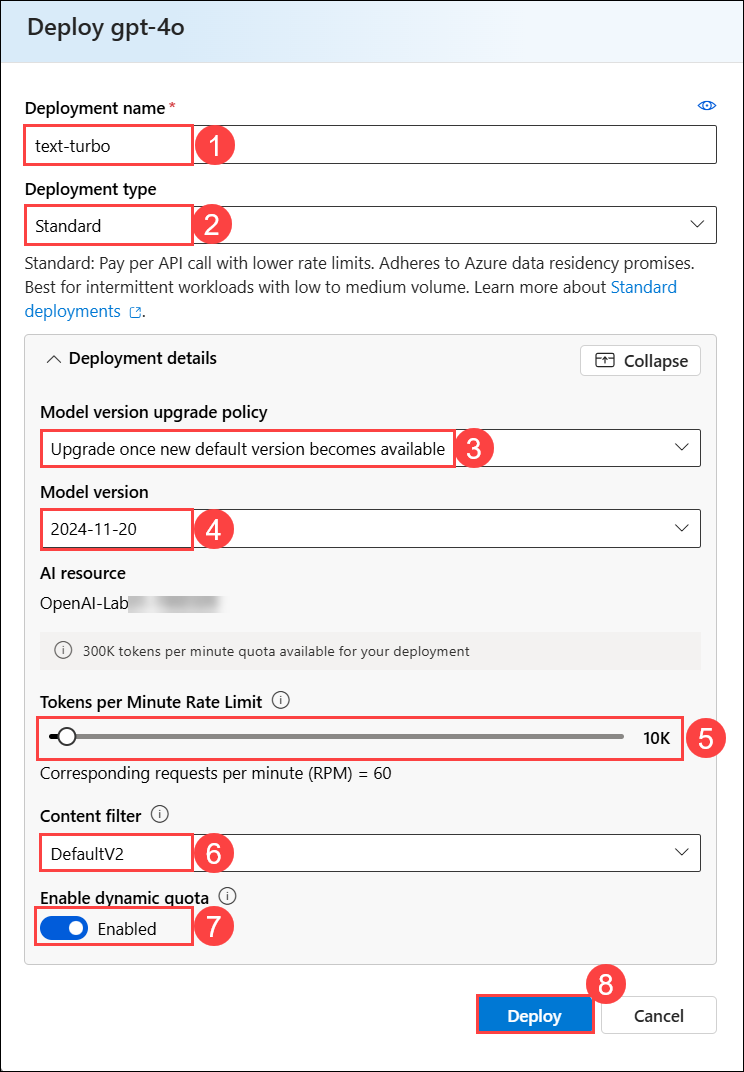 Deploy gpt-4o
Deployment name *
text-turbo
1
Deployment type
Standard
2
Standard: Pay per API call with lower rate limits. Adheres to Azure data residency promises.
Best for intermittent workloads with low to medium volume. Learn more about Standard
deployments.
Deployment details
Collapse
Model version upgrade policy
Upgrade once new default version becomes available
3
Model version
2024-11-20
4
AI resource
OpenAI-Lab
300K tokens per minute quota available for your deployment
Tokens per Minute Rate Limit
10K
5
Corresponding requests per minute (RPM) = 60
Content filter
DefaultV2
6
Enable dynamic quota
Enabled
7
8
Deploy
Cancel